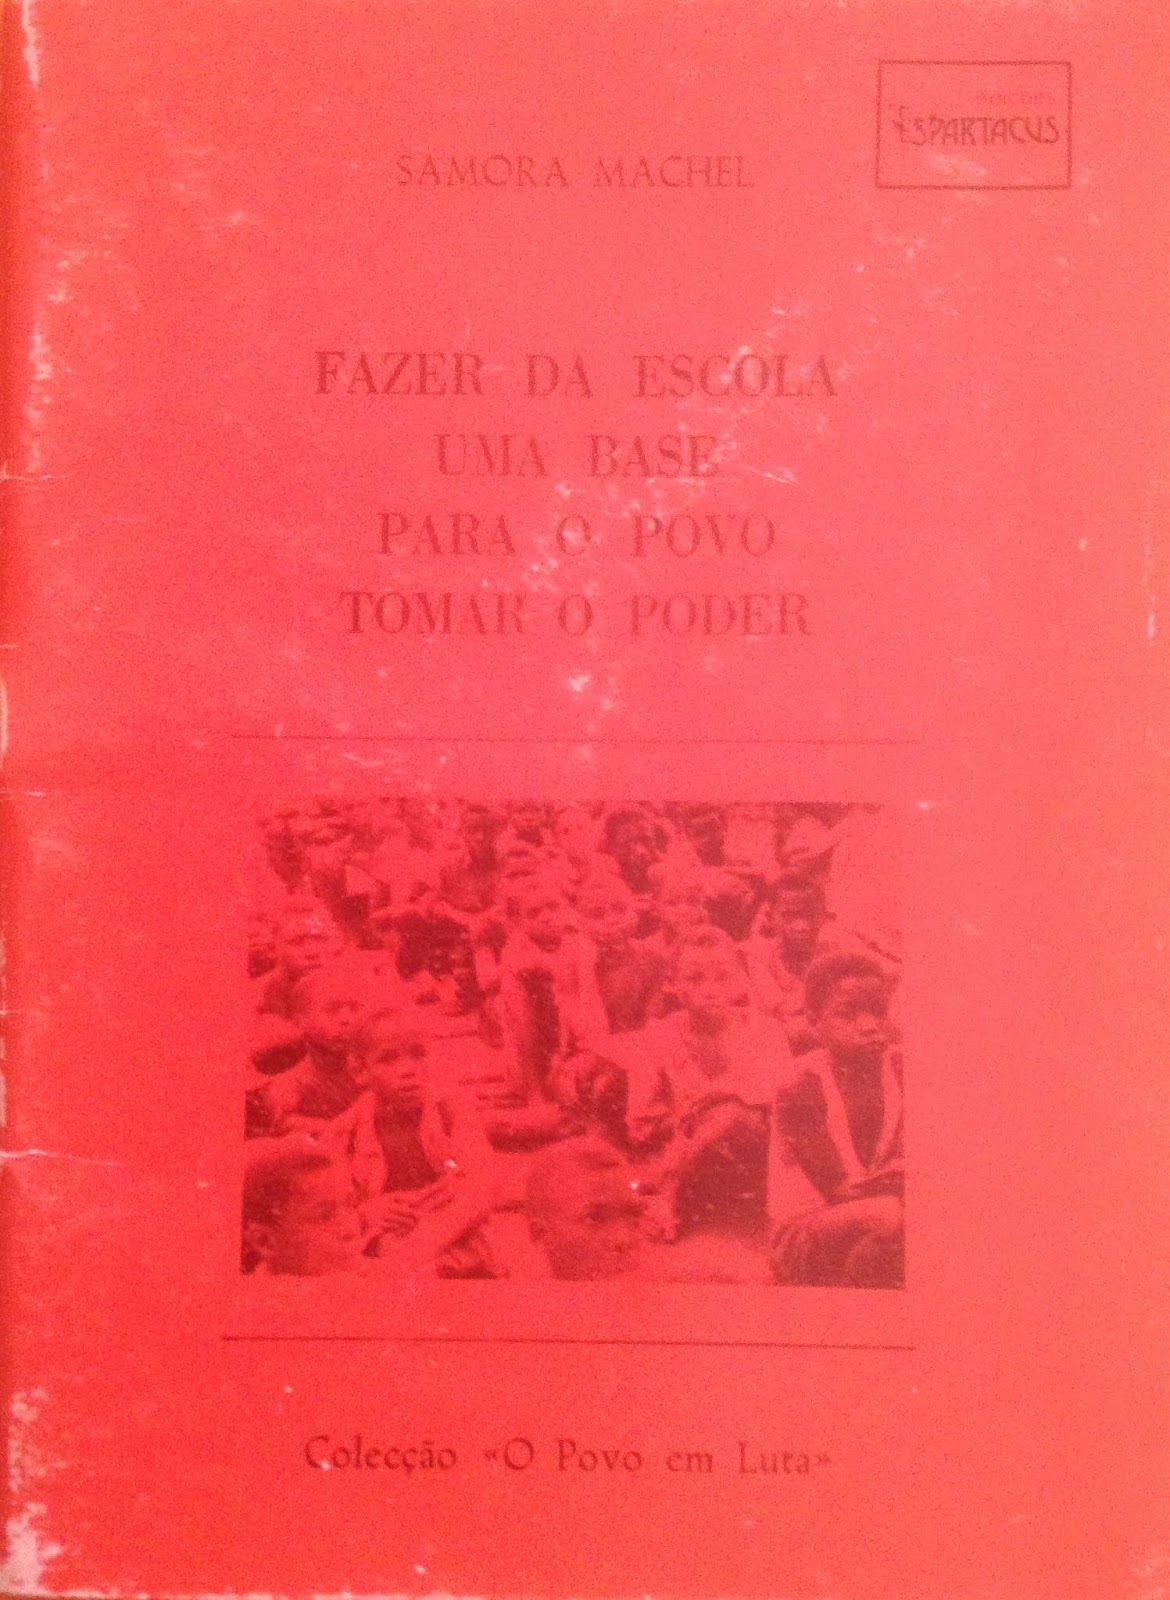 ESPARTACUS
SAMORA MACHEL
FAZER DA ESCOLA
UMA BASE
PARA O POVO
TOMAR O PODER
Colecção «O Povo em Luta»